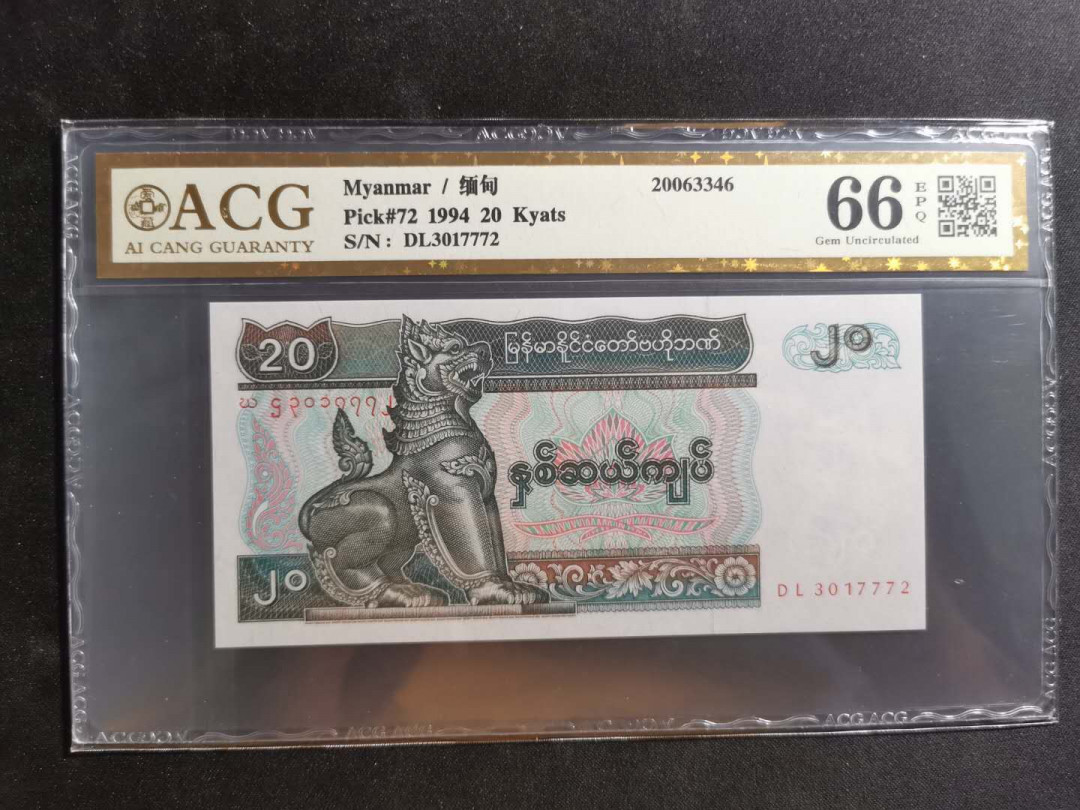 ACG
AI CANG GUARANTY
Myanmar / 缅甸
Pick#72 1994 20 Kyats
S/N: DL3017772
20063346
66
EPQ
Gem Uncirculated
20
မြန်မာနိုင်ငံတော်ဗဟိုဘဏ်
၂၀
နှစ်ဆယ်ကျပ်
၂၀
DL 3017772
ACG ACG